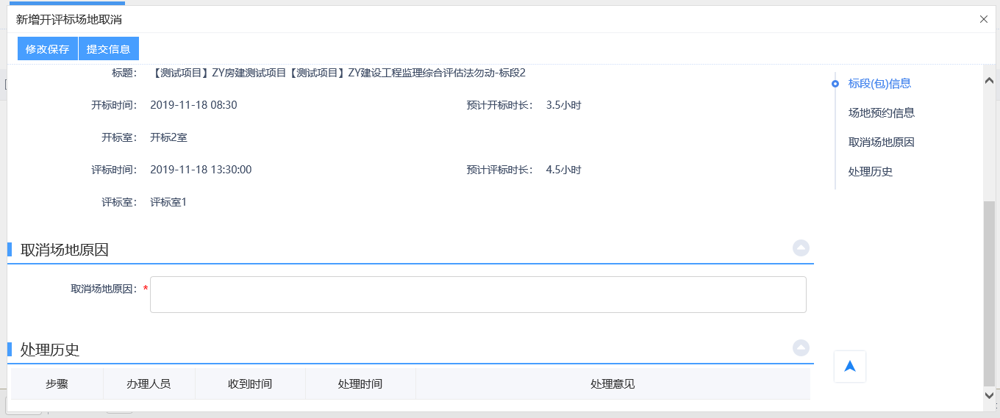 新增开评标场地取消
修改保存 提交信息
标题： 【测试项目】ZY房建测试项目【测试项目】ZY建设工程监理综合评估法勿动-标段2
开标时间： 2019-11-18 08:30 预计开标时长： 3.5小时
开标室： 开标2室
评标时间： 2019-11-18 13:30:00 预计评标时长： 4.5小时
评标室： 评标室1
取消场地原因
取消场地原因： *
处理历史
步骤 办理人员 收到时间 处理时间 处理意见
标段(包)信息
场地预约信息
取消场地原因
处理历史